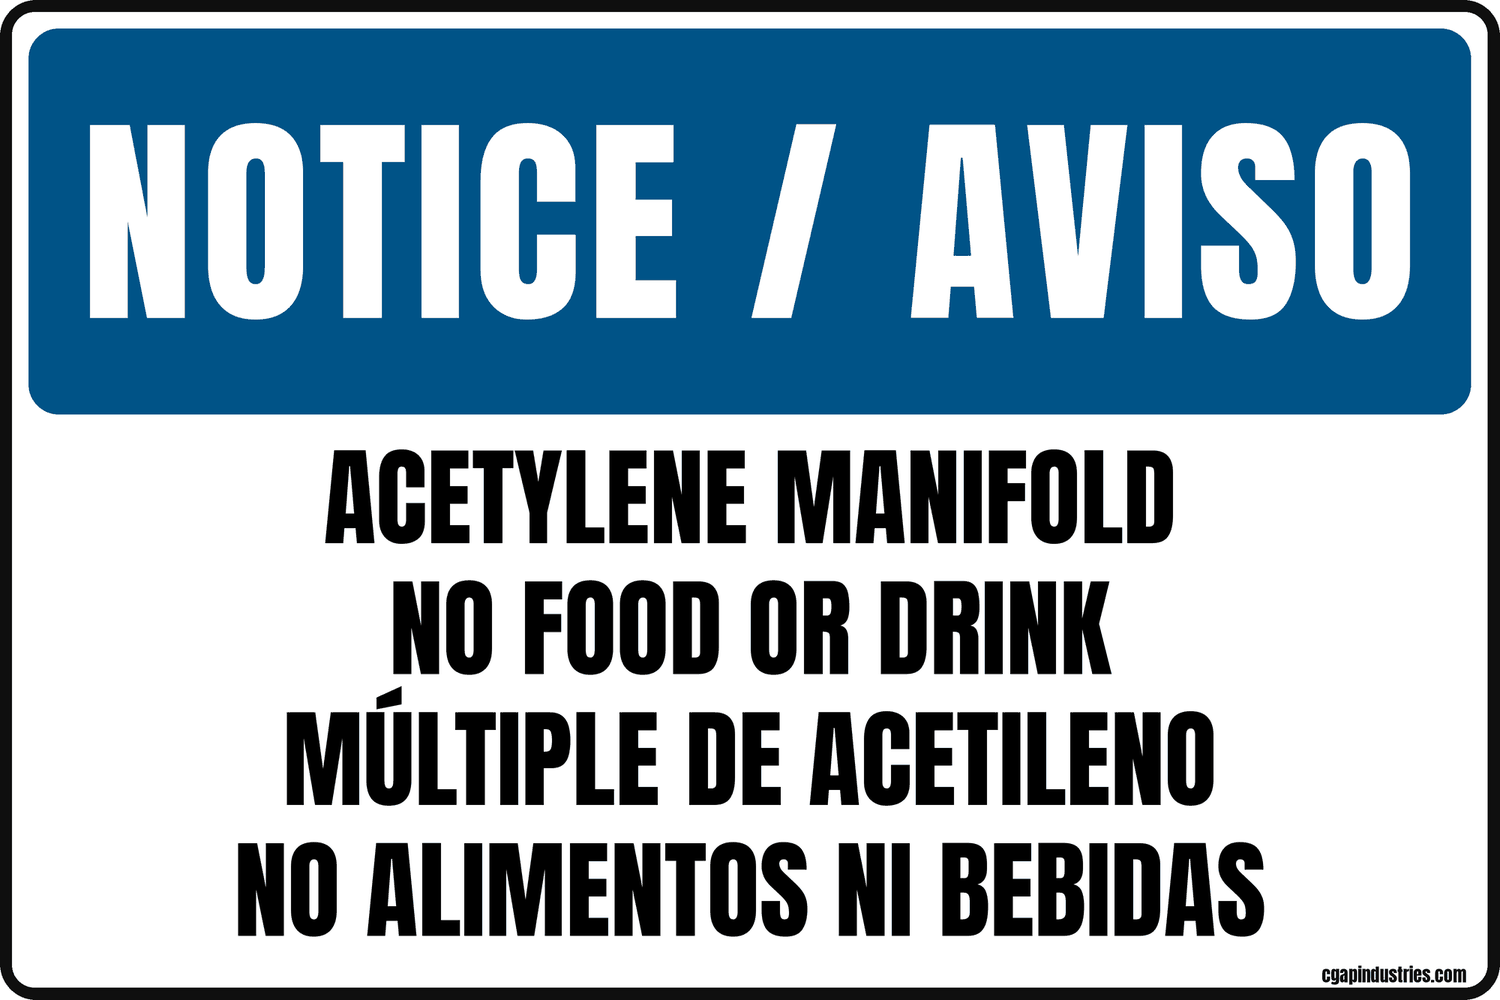 NOTICE / AVISO
ACETYLENE MANIFOLD
NO FOOD OR DRINK
MÚLTIPLE DE ACETILENO
NO ALIMENTOS NI BEBIDAS
cgapindustries.com